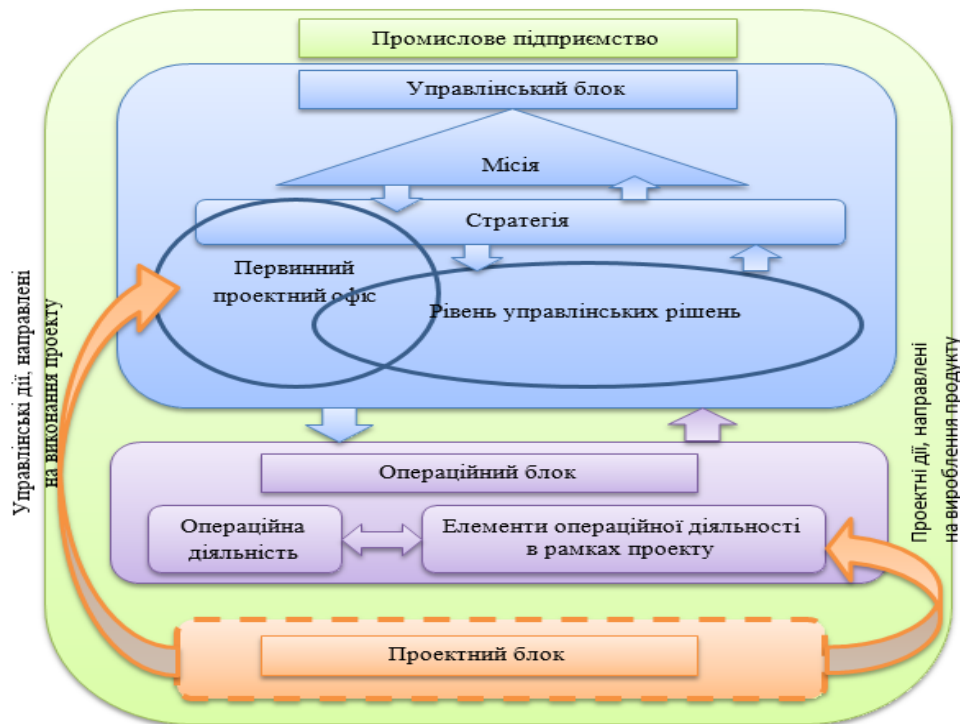 Промислове підприємство
Управлінський блок
Місія
Стратегія
Первинний
проектний офіс
Рівень управлінських рішень
Управлінські дії, направлені
на виконання проекту
Проектні дії, направлені
на вироблення продукту
Операційний блок
Операційна
діяльність
Елементи операційної діяльності
в рамках проекту
Проектний блок